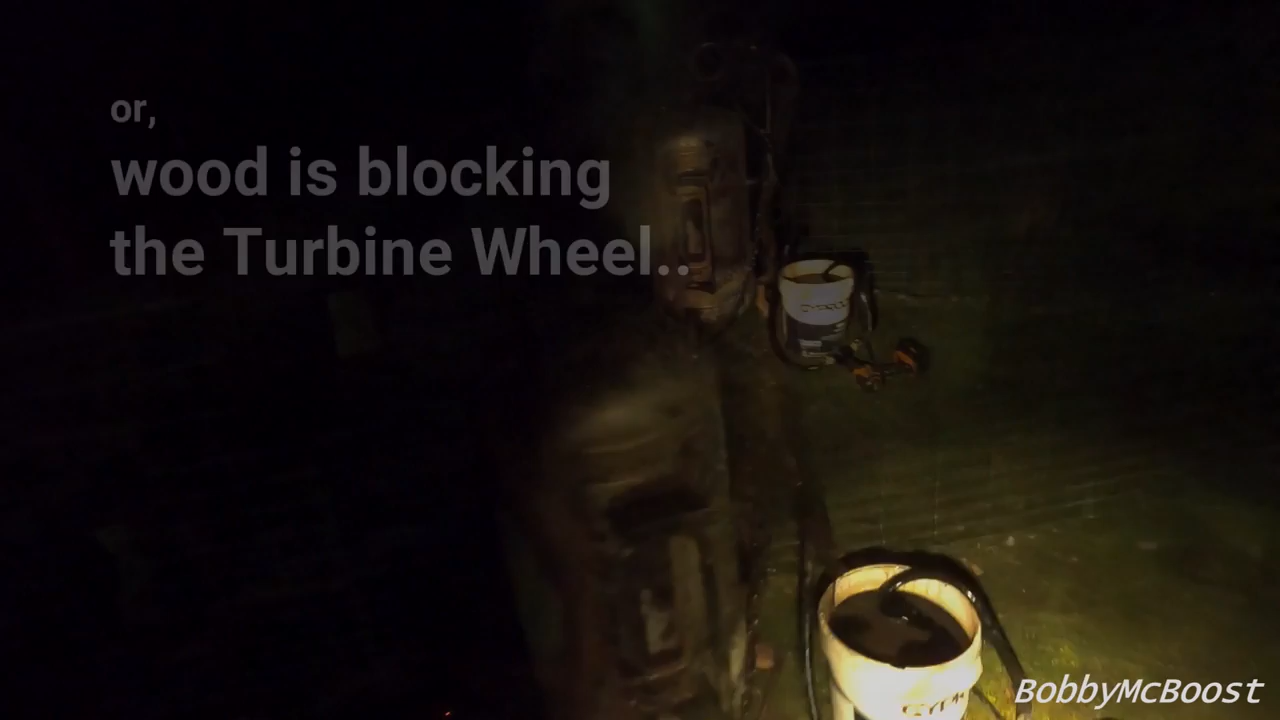 or,
wood is blocking
the Turbine Wheel..
BobbyMcBoost